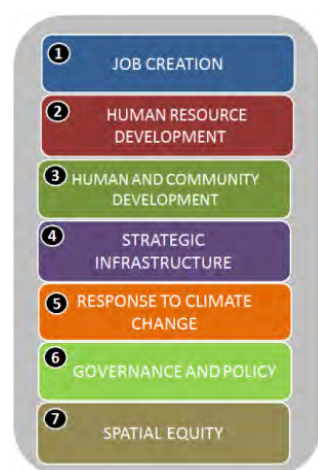 1 JOB CREATION
2 HUMAN RESOURCE
DEVELOPMENT
3 HUMAN AND COMMUNITY
DEVELOPMENT
4 STRATEGIC
INFRASTRUCTURE
5 RESPONSE TO CLIMATE
CHANGE
6 GOVERNANCE AND POLICY
7 SPATIAL EQUITY